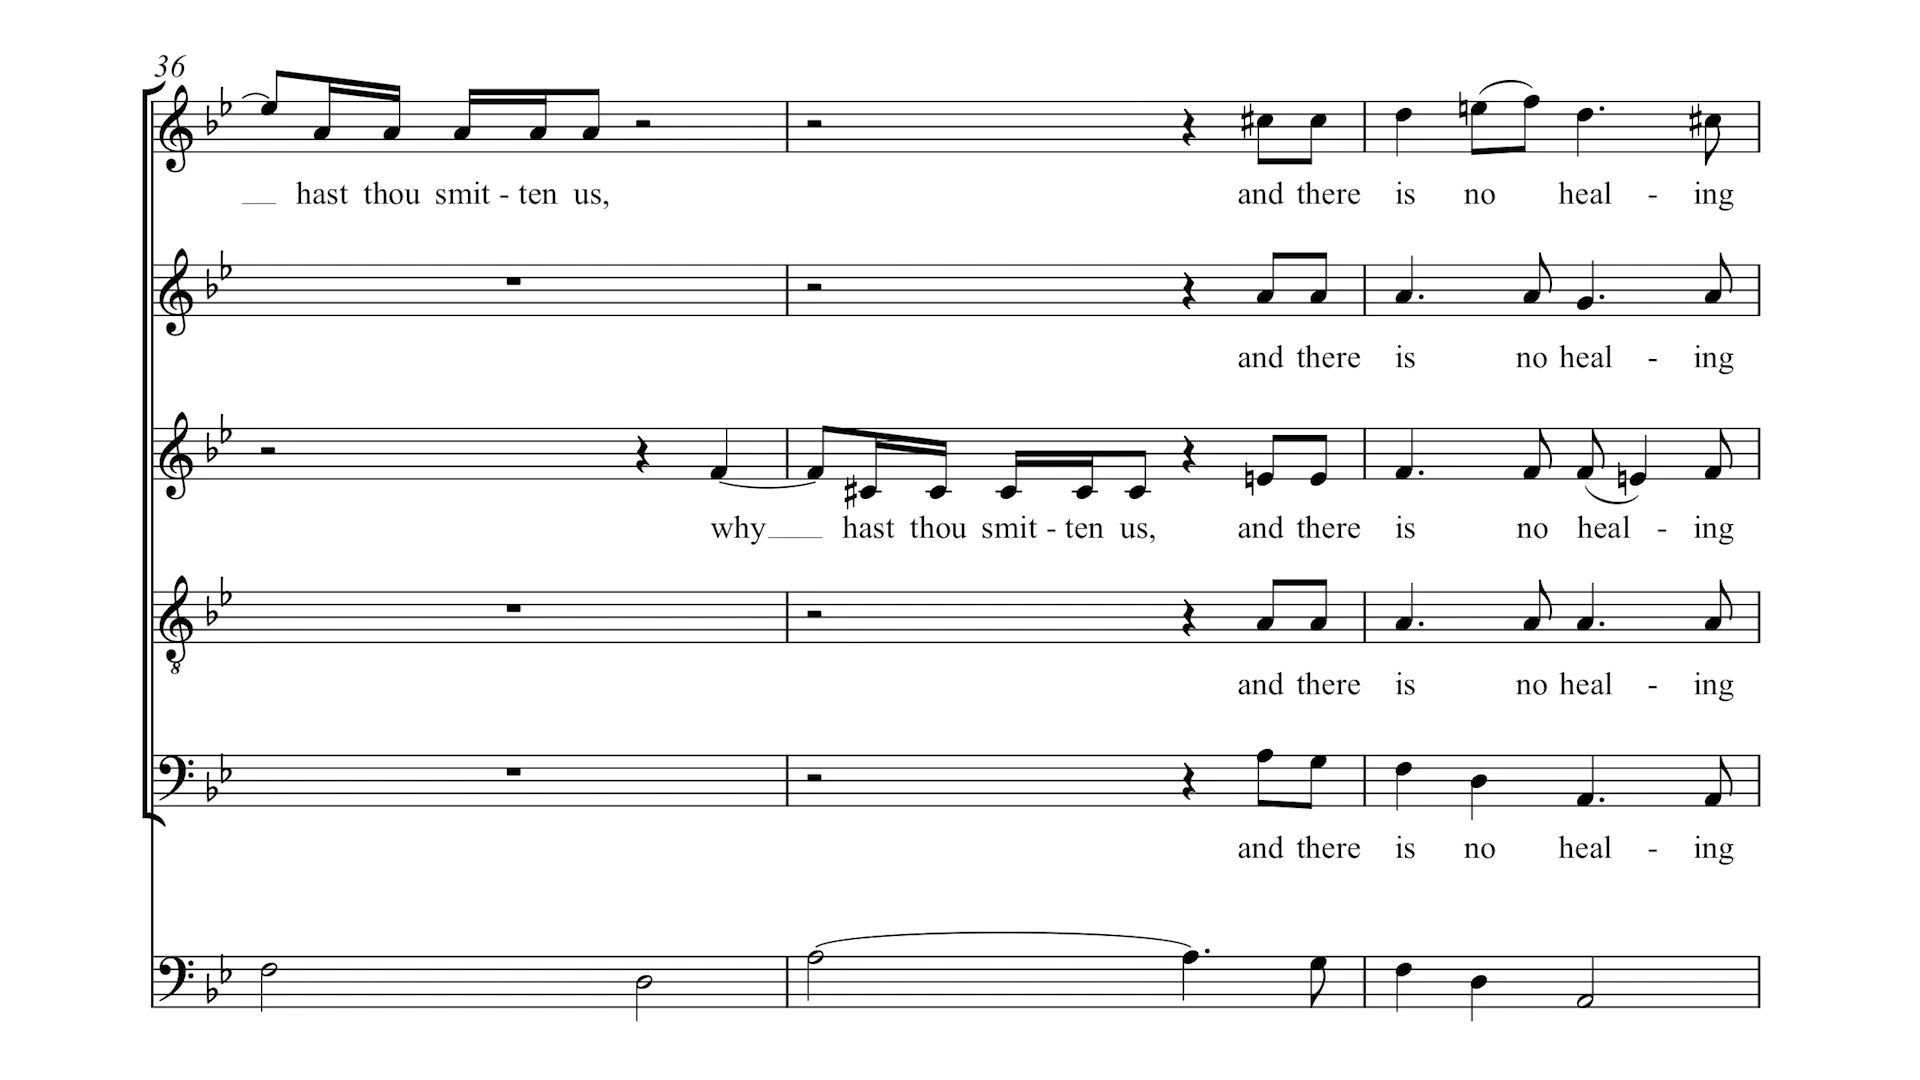 36
hast thou smit - ten us, and there is no heal - ing
and there is no heal - ing
why hast thou smit - ten us, and there is no heal - ing
8
and there is no heal - ing
and there is no heal - ing